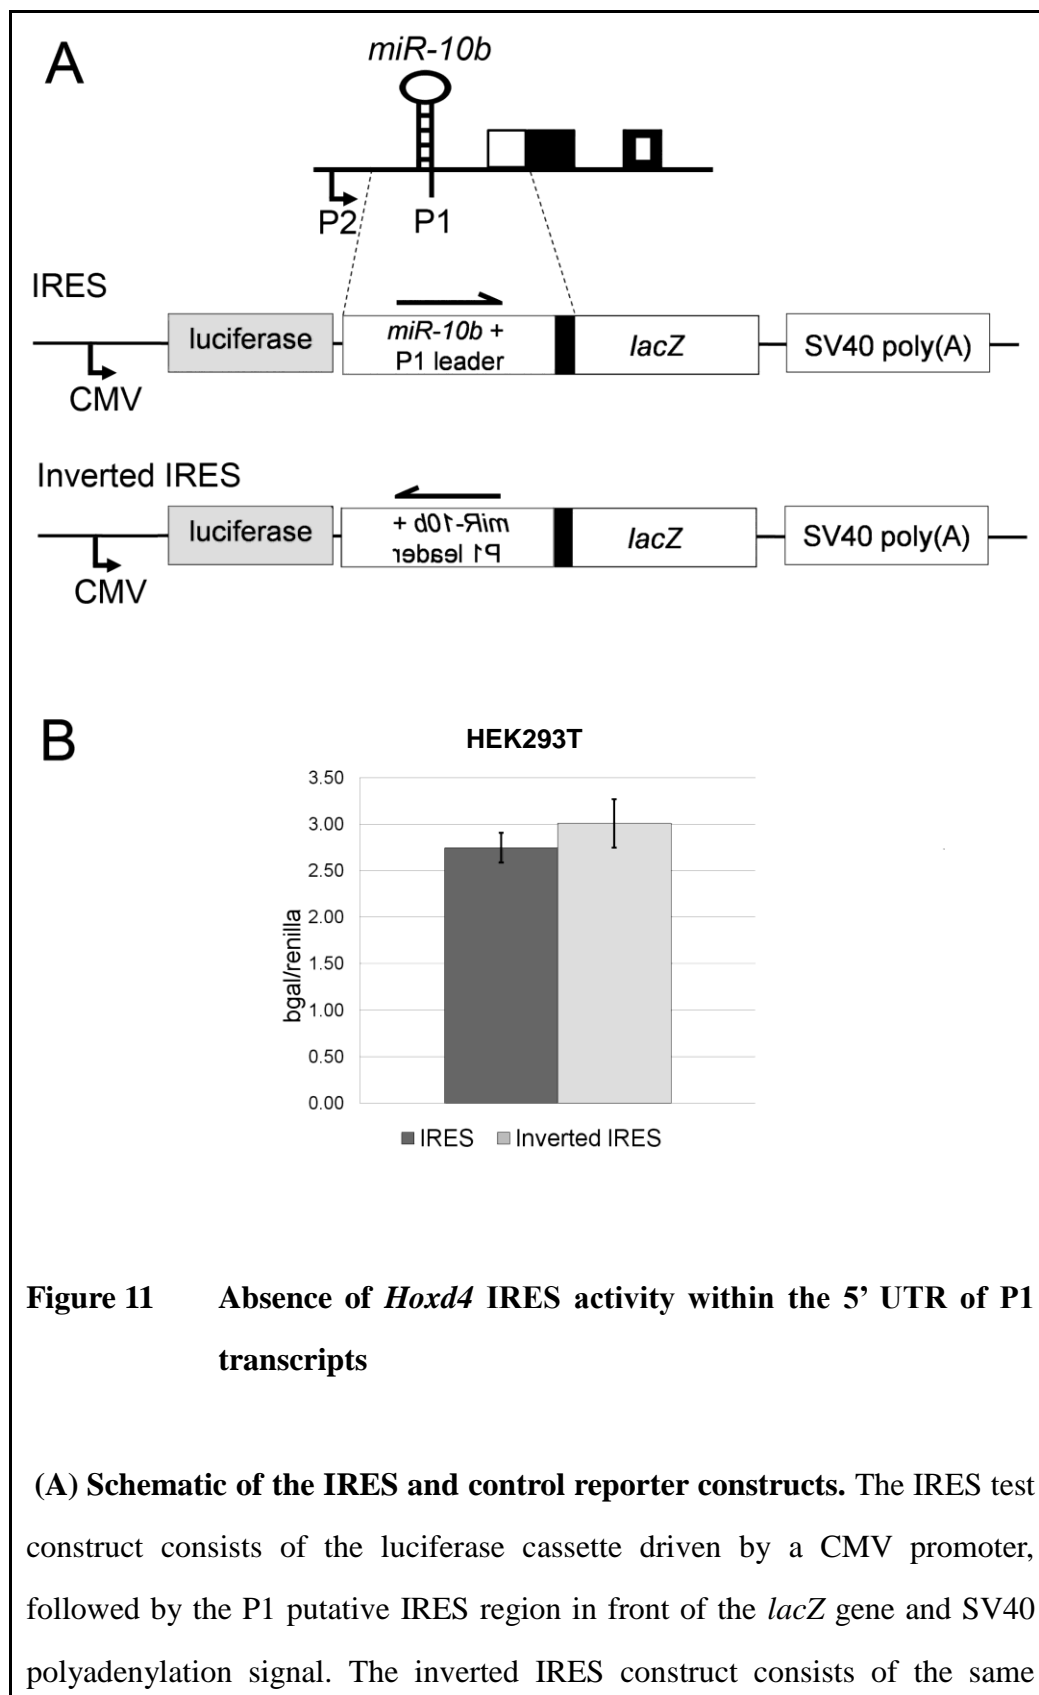 A
miR-10b
P2
P1
IRES
luciferase
miR-10b +
P1 leader
lacZ
SV40 poly(A)
CMV
Inverted IRES
luciferase
miR-10b +
P1 leader
lacZ
SV40 poly(A)
CMV
B
HEK293T
3.50
3.00
2.50
2.00
1.50
1.00
0.50
0.00
bgal/renilla
IRES
Inverted IRES
Figure 11 Absence of Hoxd4 IRES activity within the 5’ UTR of P1
transcripts
(A) Schematic of the IRES and control reporter constructs. The IRES test
construct consists of the luciferase cassette driven by a CMV promoter,
followed by the P1 putative IRES region in front of the lacZ gene and SV40
polyadenylation signal. The inverted IRES construct consists of the same